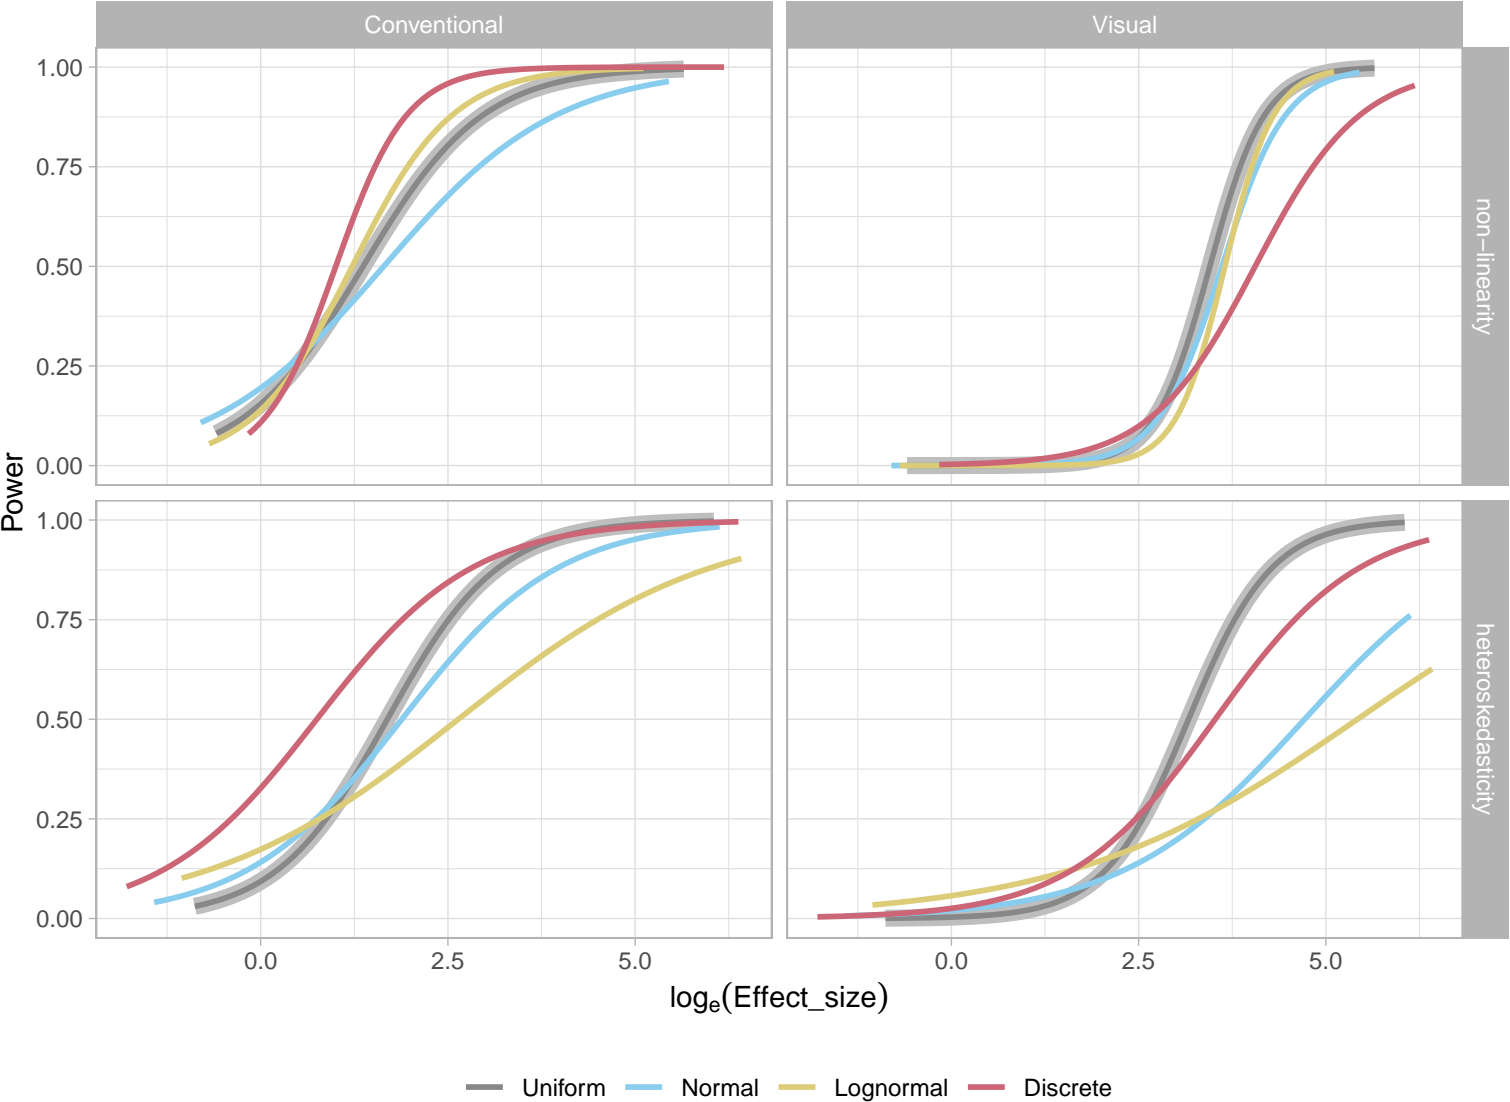 Conventional
Visual
1.00
0.75
0.50
0.25
0.00
non−linearity
Power
1.00
0.75
0.50
0.25
0.00
heteroskedasticity
0.0 2.5 5.0
0.0 2.5 5.0
logₑ(Effect_size)
Uniform Normal Lognormal Discrete